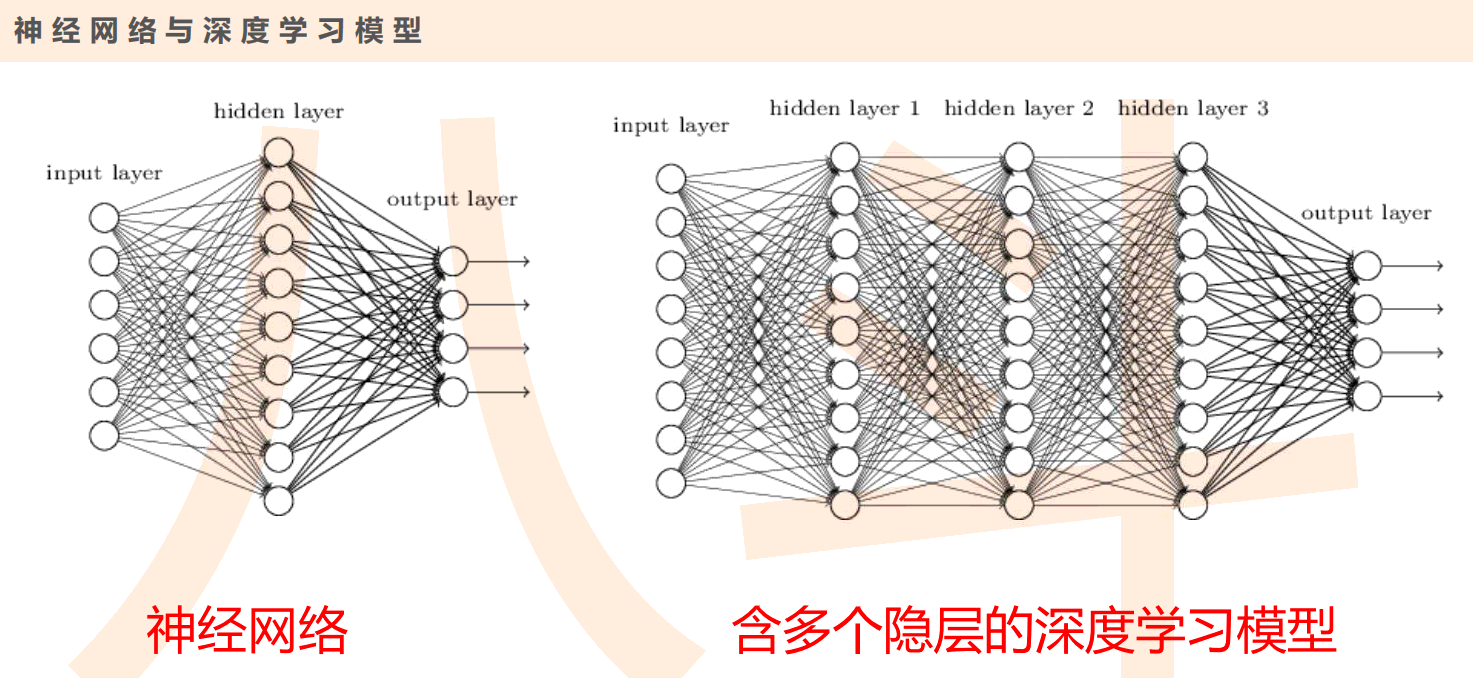 神经网络与深度学习模型
hidden layer
input layer
output layer
input layer
hidden layer 1
hidden layer 2
hidden layer 3
output layer
神经网络
含多个隐层的深度学习模型
八斗